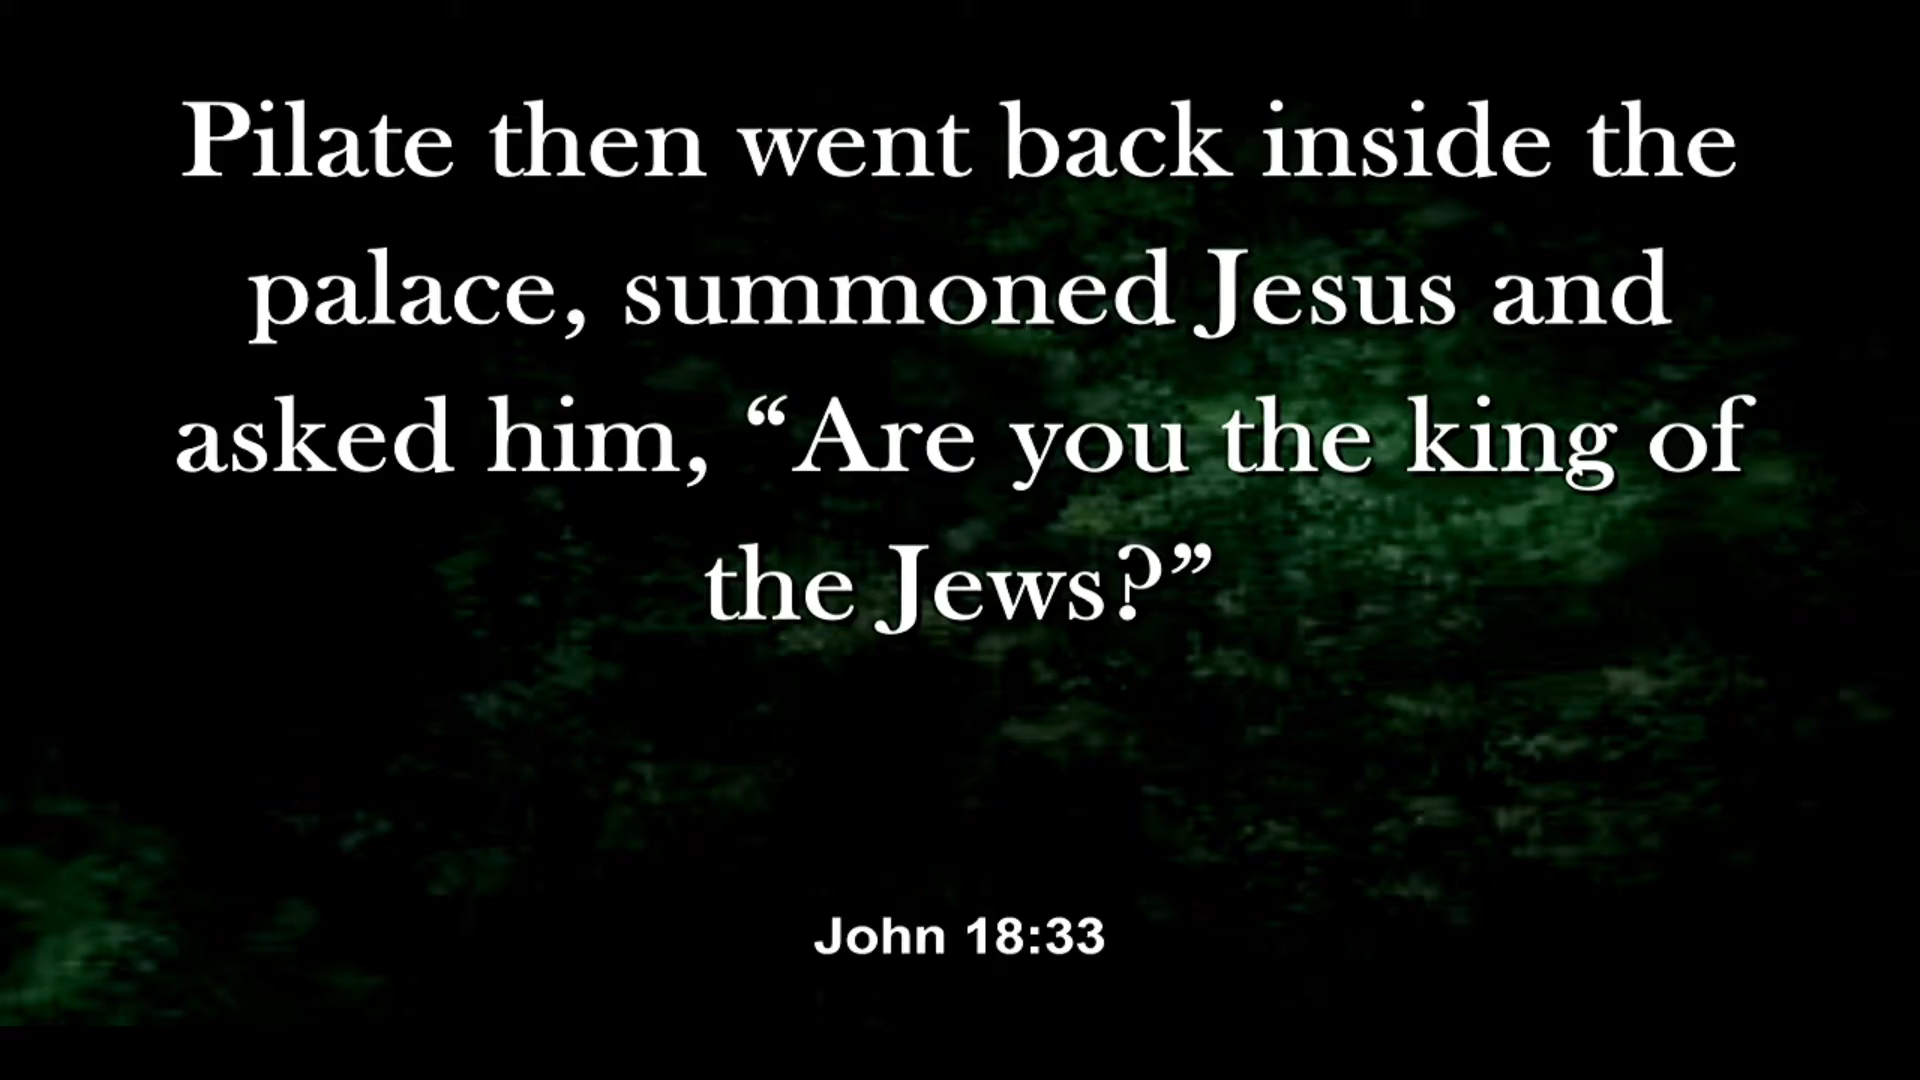 Pilate then went back inside the
palace, summoned Jesus and
asked him, “Are you the king of
the Jews?”
John 18:33